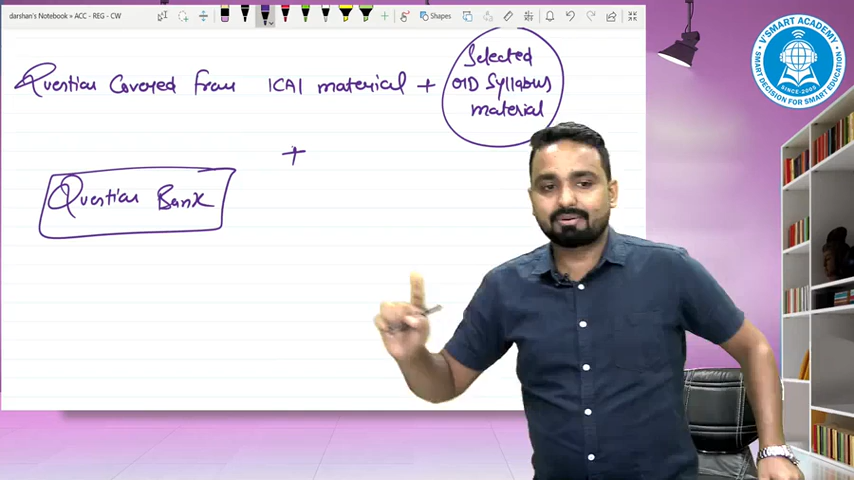 darshan's Notebook » ACC - REG - CW
Shapes
Question Covered from ICAI material + Selected
Old Syllabus
material
+
Question Bank
V'SMART ACADEMY
SINCE-2005
SMART DECISION FOR SMART EDUCATION